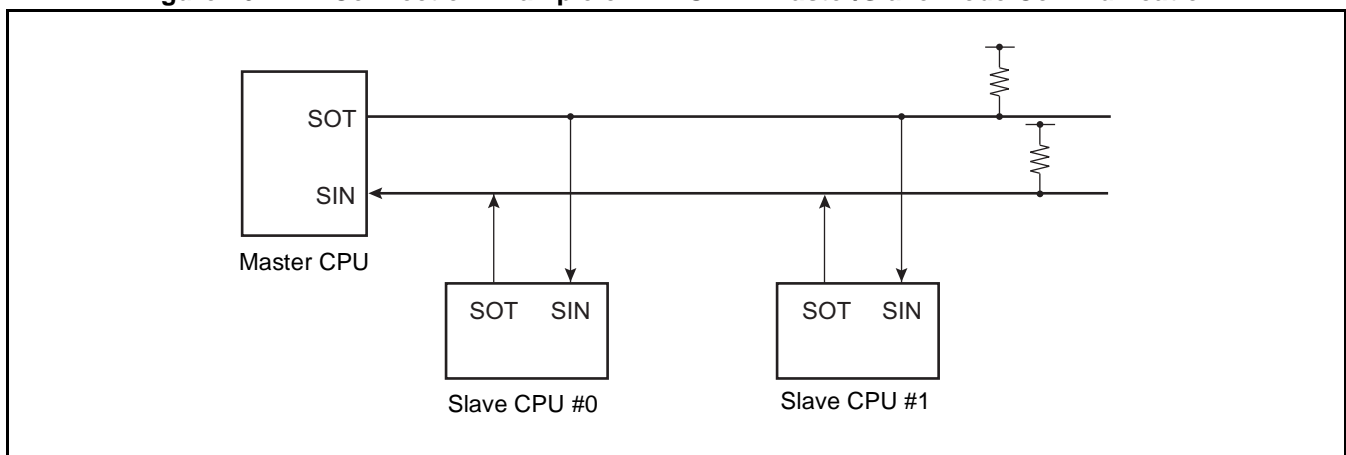 SOT
SIN
Master CPU
SOT SIN
Slave CPU #0
SOT SIN
Slave CPU #1